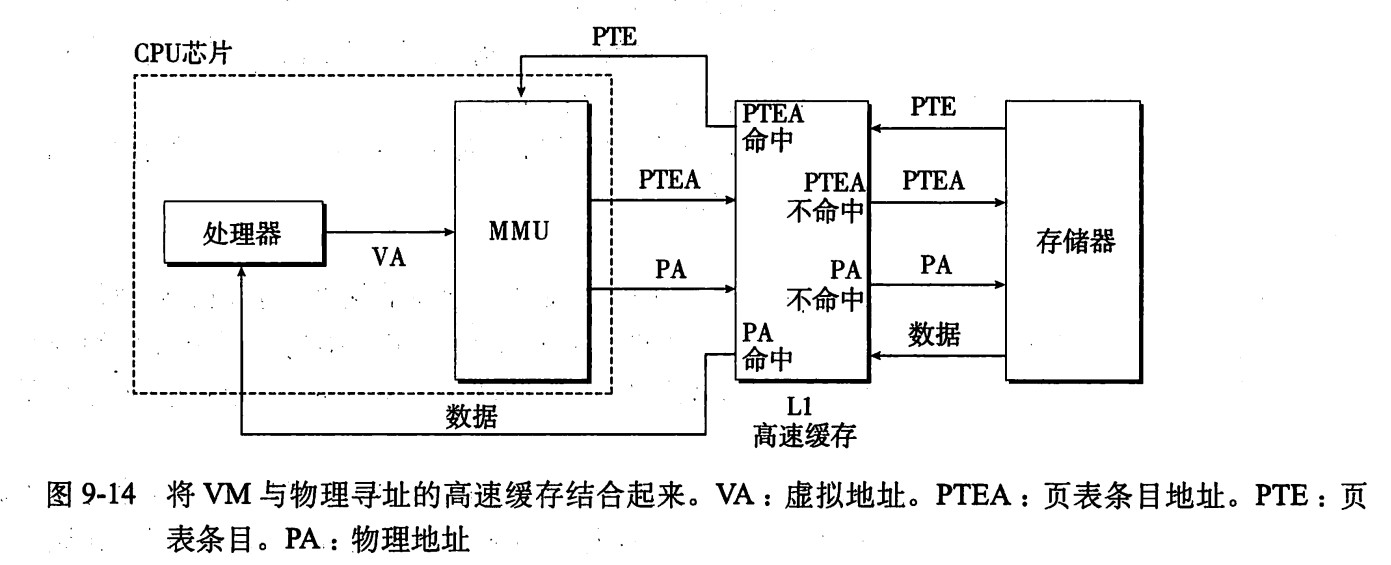 CPU芯片
PTE
PTEA
命中
PTE
PTEA
PTEA
不命中
PTEA
处理器
VA
MMU
存储器
PA
PA
不命中
PA
PA
命中
数据
数据
L1
高速缓存
图 9-14 将 VM 与物理寻址的高速缓存结合起来。VA：虚拟地址。PTEA：页表条目地址。PTE：页
表条目。PA：物理地址